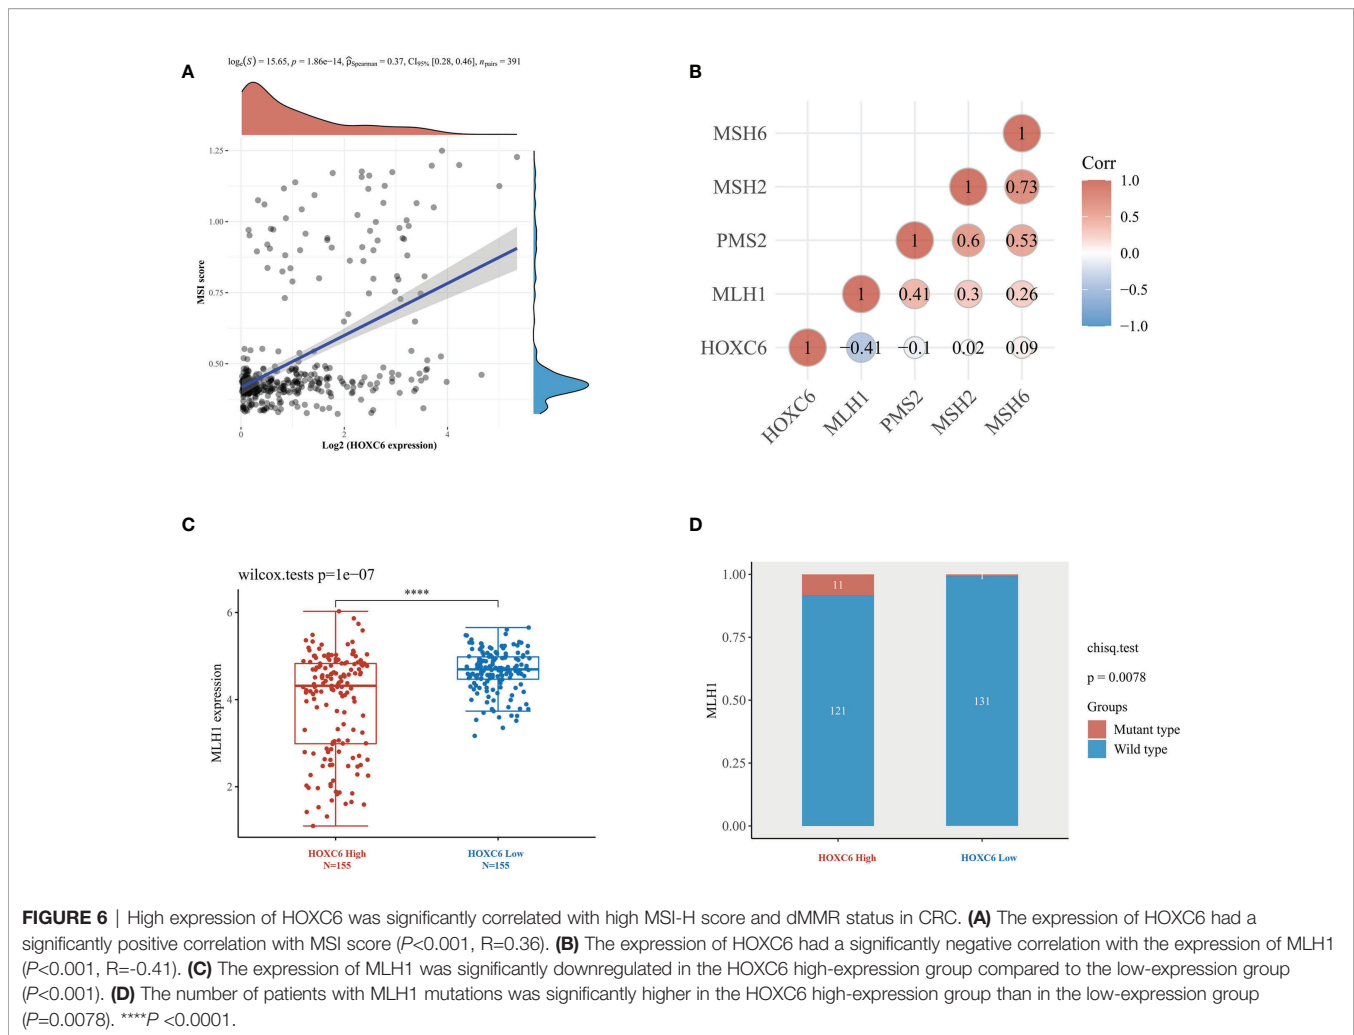 A
logₑ(S) = 15.65, p = 1.86e−14, ρ̂Spearman = 0.37, CI95% [0.28, 0.46], npairs = 391
1.25
1.00
0.75
0.50
MSI score
0
2
4
Log2 (HOXC6 expression)
B
MSH6
1
MSH2
1
0.73
PMS2
1
0.6
0.53
MLH1
1
0.41
0.3
0.26
HOXC6
1
−0.41
−0.1
0.02
0.09
HOXC6
MLH1
PMS2
MSH2
MSH6
Corr
1.0
0.5
0.0
−0.5
−1.0
C
wilcox.tests p=1e−07
****
6
4
2
MLH1 expression
HOXC6 High
N=155
HOXC6 Low
N=155
D
1.00
0.75
0.50
0.25
0.00
MLH1
11
121
1
131
HOXC6 High
HOXC6 Low
chisq.test
p = 0.0078
Groups
Mutant type
Wild type
FIGURE 6 | High expression of HOXC6 was significantly correlated with high MSI-H score and dMMR status in CRC. (A) The expression of HOXC6 had a
significantly positive correlation with MSI score (P<0.001, R=0.36). (B) The expression of HOXC6 had a significantly negative correlation with the expression of MLH1
(P<0.001, R=-0.41). (C) The expression of MLH1 was significantly downregulated in the HOXC6 high-expression group compared to the low-expression group
(P<0.001). (D) The number of patients with MLH1 mutations was significantly higher in the HOXC6 high-expression group than in the low-expression group
(P=0.0078). ****P <0.0001.